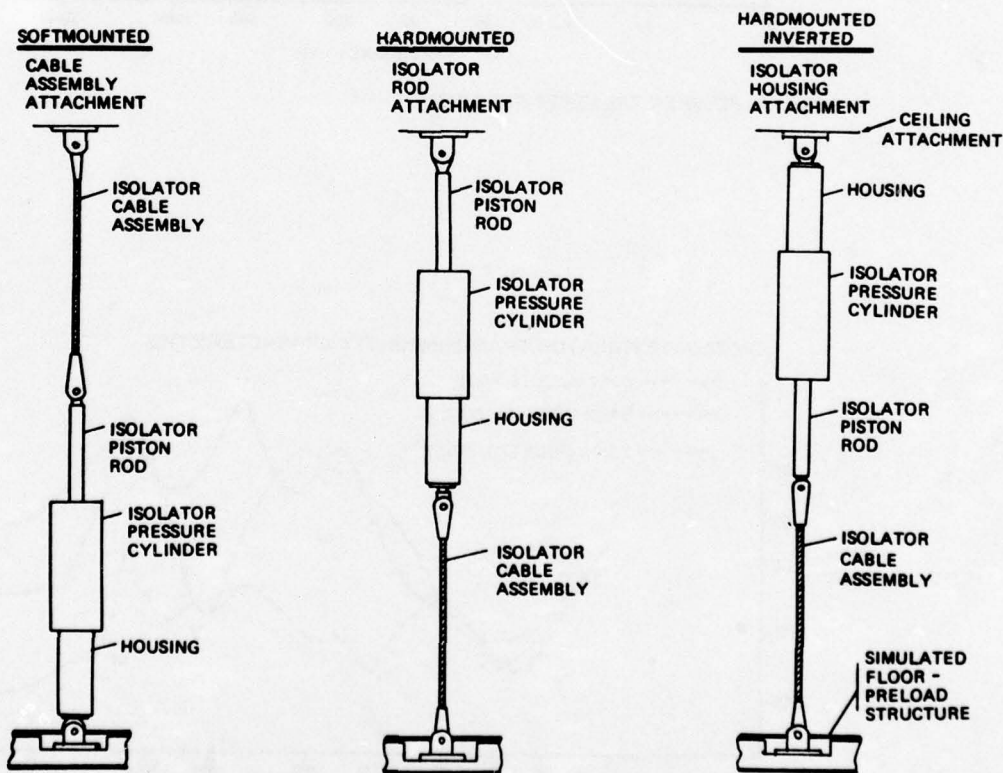 SOFTMOUNTED
CABLE
ASSEMBLY
ATTACHMENT
ISOLATOR
CABLE
ASSEMBLY
ISOLATOR
PISTON
ROD
ISOLATOR
PRESSURE
CYLINDER
HOUSING
HARDMOUNTED
ISOLATOR
ROD
ATTACHMENT
ISOLATOR
PISTON
ROD
ISOLATOR
PRESSURE
CYLINDER
HOUSING
ISOLATOR
CABLE
ASSEMBLY
HARDMOUNTED
INVERTED
ISOLATOR
HOUSING
ATTACHMENT
CEILING
ATTACHMENT
HOUSING
ISOLATOR
PRESSURE
CYLINDER
ISOLATOR
PISTON
ROD
ISOLATOR
CABLE
ASSEMBLY
SIMULATED
FLOOR -
PRELOAD
STRUCTURE